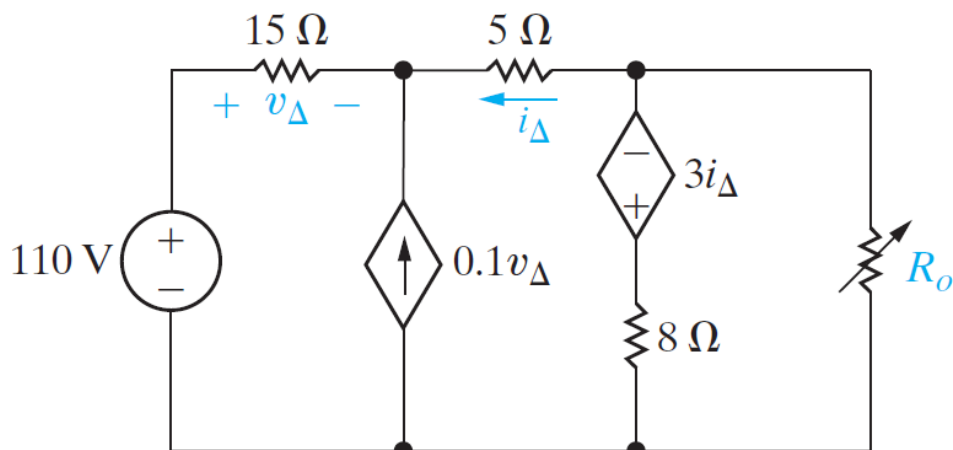 15 Ω 5 Ω
+ v_Δ −
i_Δ
−
+
3i_Δ
110 V
+
−
0.1v_Δ
R_o
8 Ω